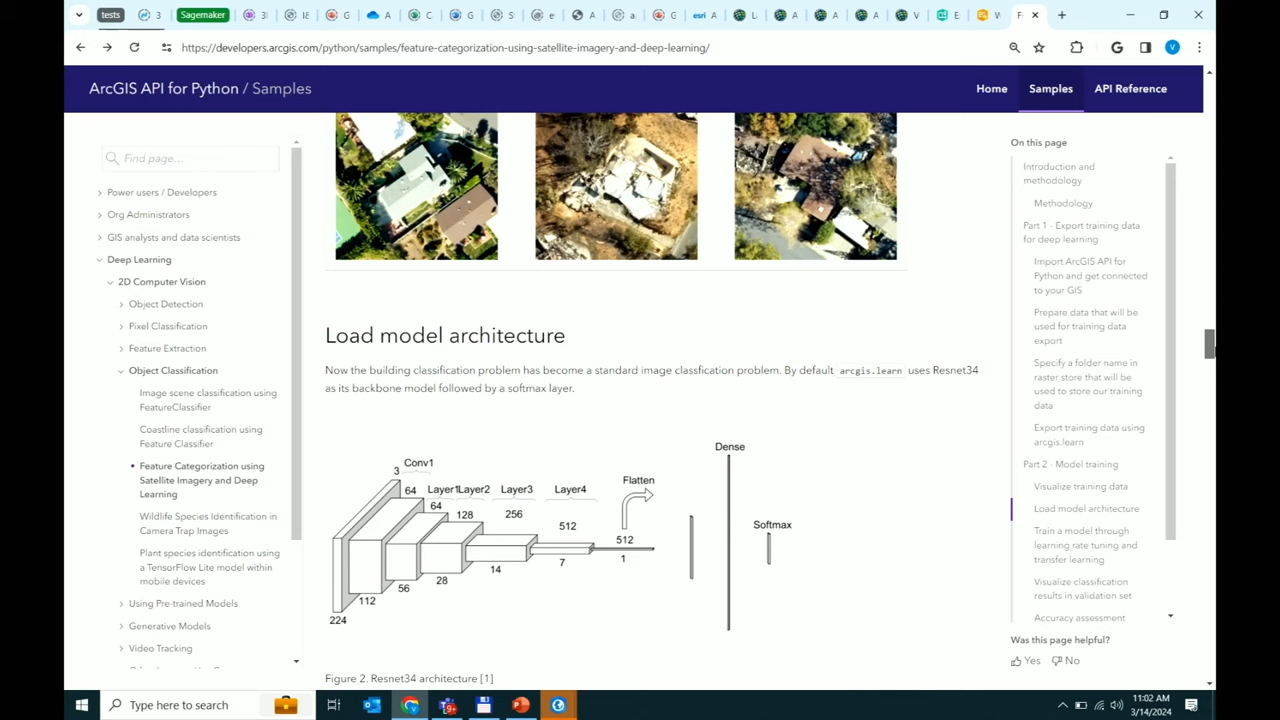 tests
Sagemaker
https://developers.arcgis.com/python/samples/feature-categorization-using-satellite-imagery-and-deep-learning/
ArcGIS API for Python / Samples
Home
Samples
API Reference
Find page...
Power users / Developers
Org Administrators
GIS analysts and data scientists
Deep Learning
2D Computer Vision
Object Detection
Pixel Classification
Feature Extraction
Object Classification
Image scene classification using
FeatureClassifier
Coastline classification using
Feature Classifier
Feature Categorization using
Satellite Imagery and Deep
Learning
Wildlife Species Identification in
Camera Trap Images
Plant species identification using
a TensorFlow Lite model within
mobile devices
Using Pre-trained Models
Generative Models
Video Tracking
Load model architecture
Now the building classification problem has become a standard image classfication problem. By default arcgis.learn uses Resnet34
as its backbone model followed by a softmax layer.
Dense
3 Conv1
64 Layer1 Layer2 Layer3 Layer4 Flatten
64 128 256 512
512
Softmax
1
7
14
28
56
112
224
Figure 2. Resnet34 architecture [1]
On this page
Introduction and
methodology
Methodology
Part 1 - Export training data
for deep learning
Import ArcGIS API for
Python and get connected
to your GIS
Prepare data that will be
used for training data
export
Specify a folder name in
raster store that will be
used to store our training
data
Export training data using
arcgis.learn
Part 2 - Model training
Visualize training data
Load model architecture
Train a model through
learning rate tuning and
transfer learning
Visualize classification
results in validation set
Accuracy assessment
Was this page helpful?
Yes
No
Type here to search
11:02 AM
3/14/2024